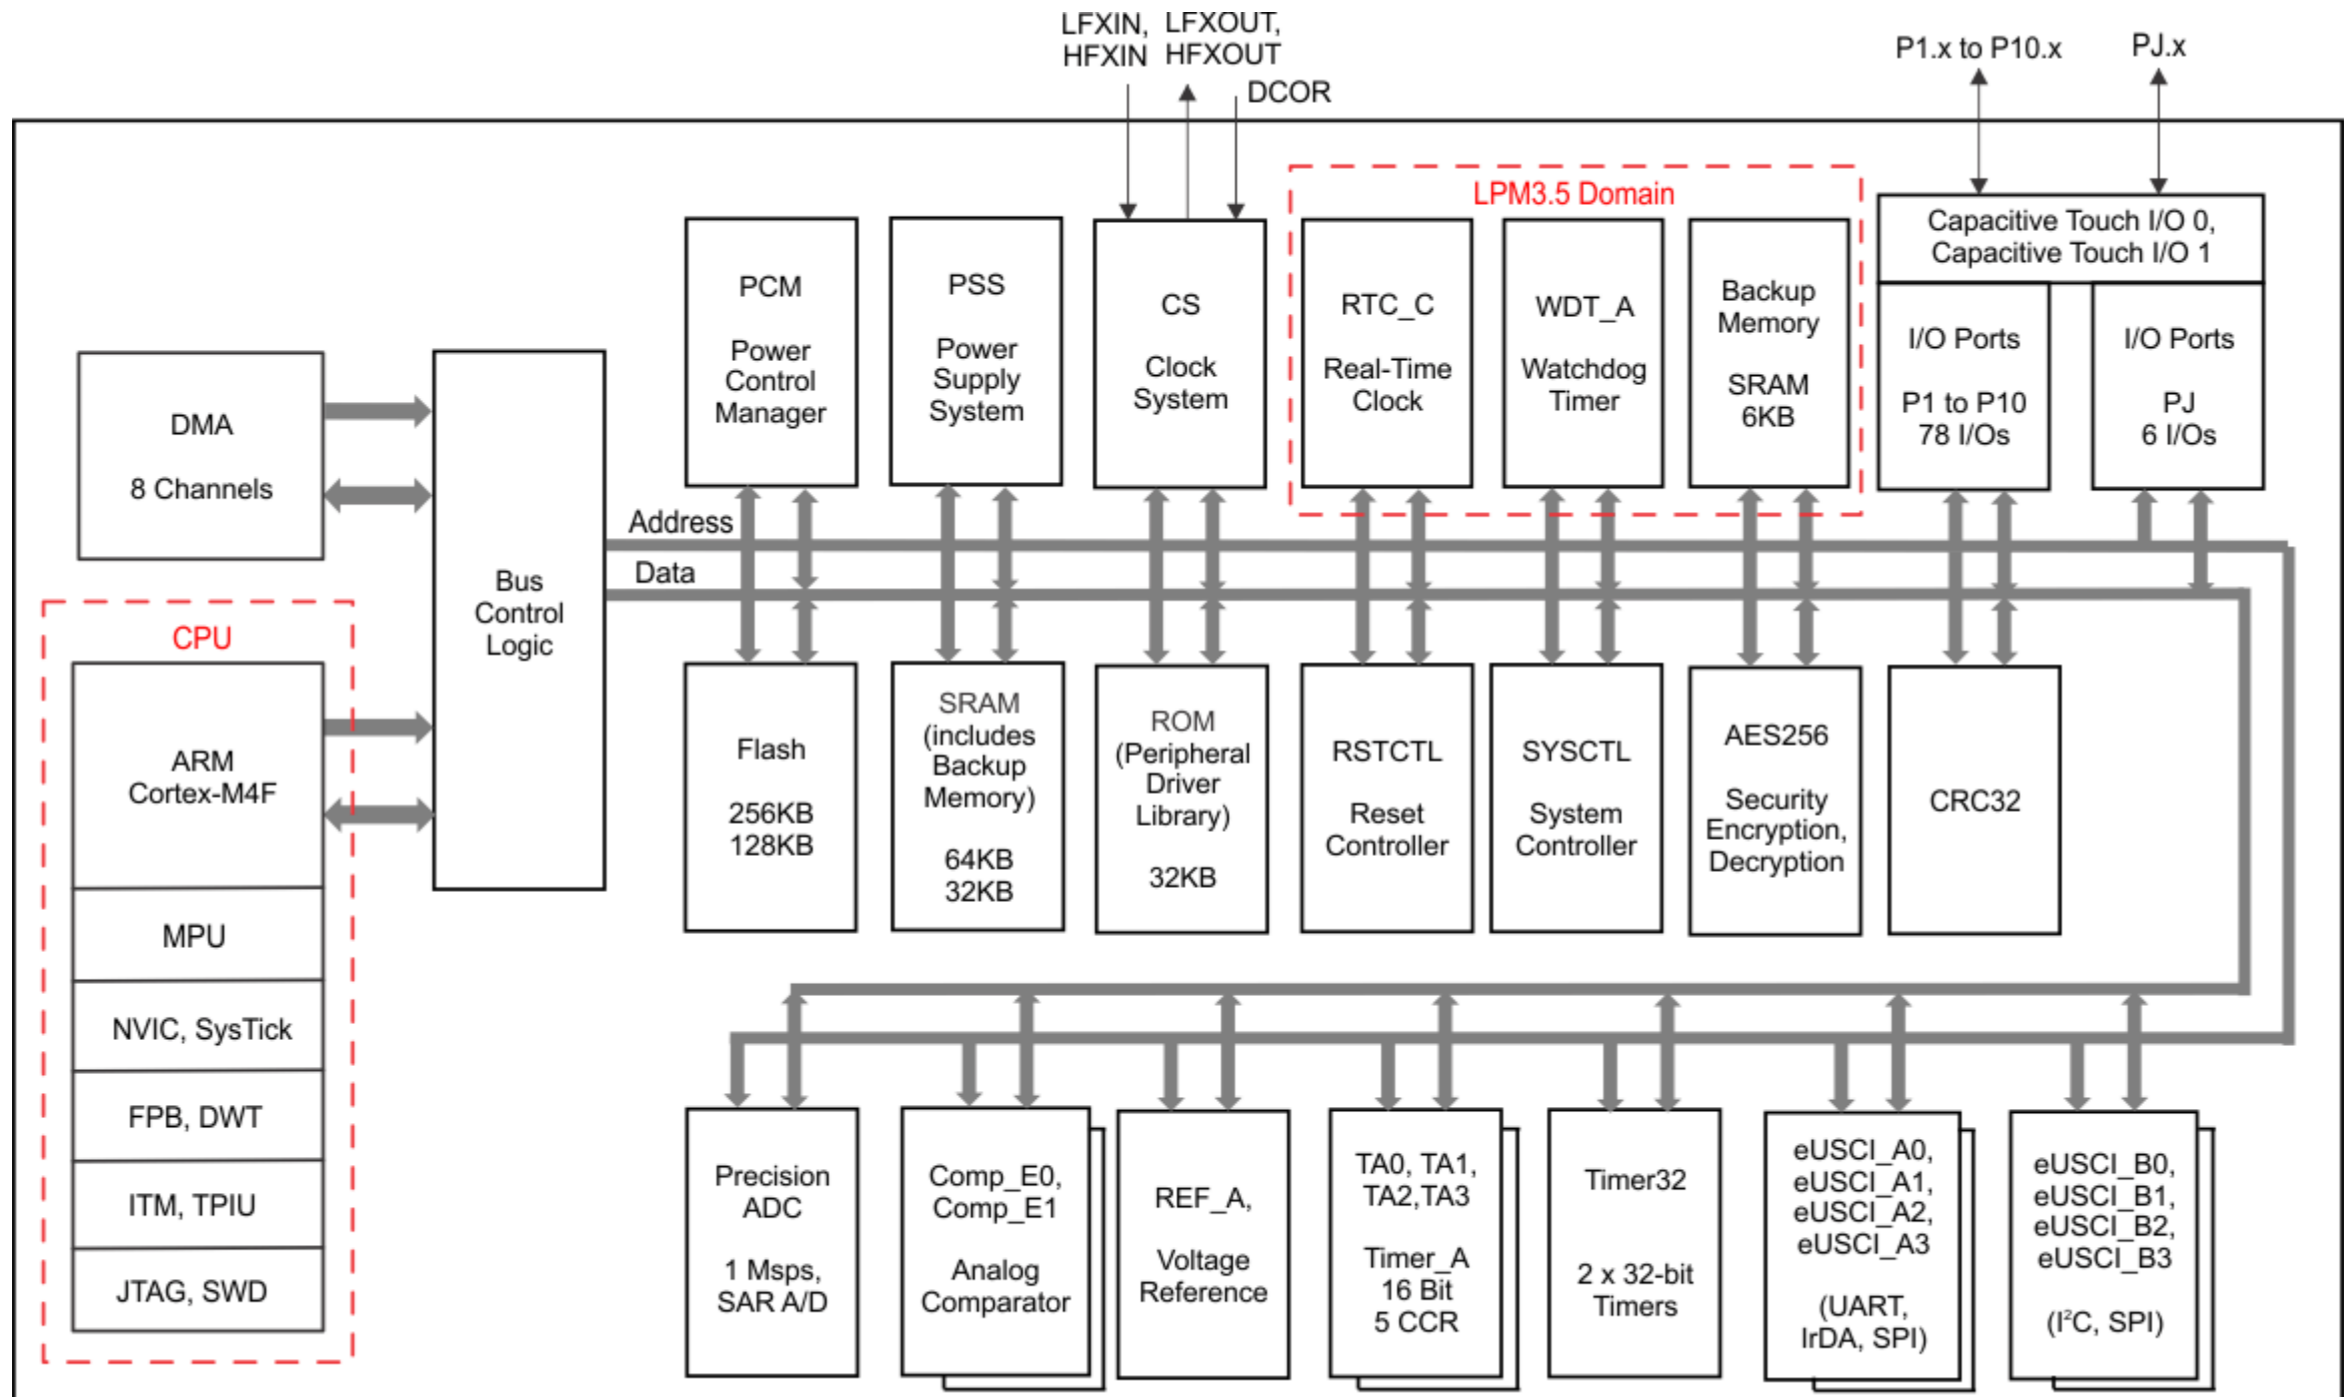 LFXIN, LFXOUT,
HFXIN HFXOUT
DCOR
P1.x to P10.x
PJ.x
LPM3.5 Domain
PCM
Power
Control
Manager
PSS
Power
Supply
System
CS
Clock
System
RTC_C
Real-Time
Clock
WDT_A
Watchdog
Timer
Backup
Memory
SRAM
6KB
Capacitive Touch I/O 0,
Capacitive Touch I/O 1
I/O Ports
P1 to P10
78 I/Os
I/O Ports
PJ
6 I/Os
DMA
8 Channels
Bus
Control
Logic
Address
Data
CPU
ARM
Cortex-M4F
MPU
NVIC, SysTick
FPB, DWT
ITM, TPIU
JTAG, SWD
Flash
256KB
128KB
SRAM
(includes
Backup
Memory)
64KB
32KB
ROM
(Peripheral
Driver
Library)
32KB
RSTCTL
Reset
Controller
SYSCTL
System
Controller
AES256
Security
Encryption,
Decryption
CRC32
Precision
ADC
1 Msps,
SAR A/D
Comp_E0,
Comp_E1
Analog
Comparator
REF_A,
Voltage
Reference
TA0, TA1,
TA2,TA3
Timer_A
16 Bit
5 CCR
Timer32
2 x 32-bit
Timers
eUSCI_A0,
eUSCI_A1,
eUSCI_A2,
eUSCI_A3
(UART,
IrDA, SPI)
eUSCI_B0,
eUSCI_B1,
eUSCI_B2,
eUSCI_B3
(I²C, SPI)